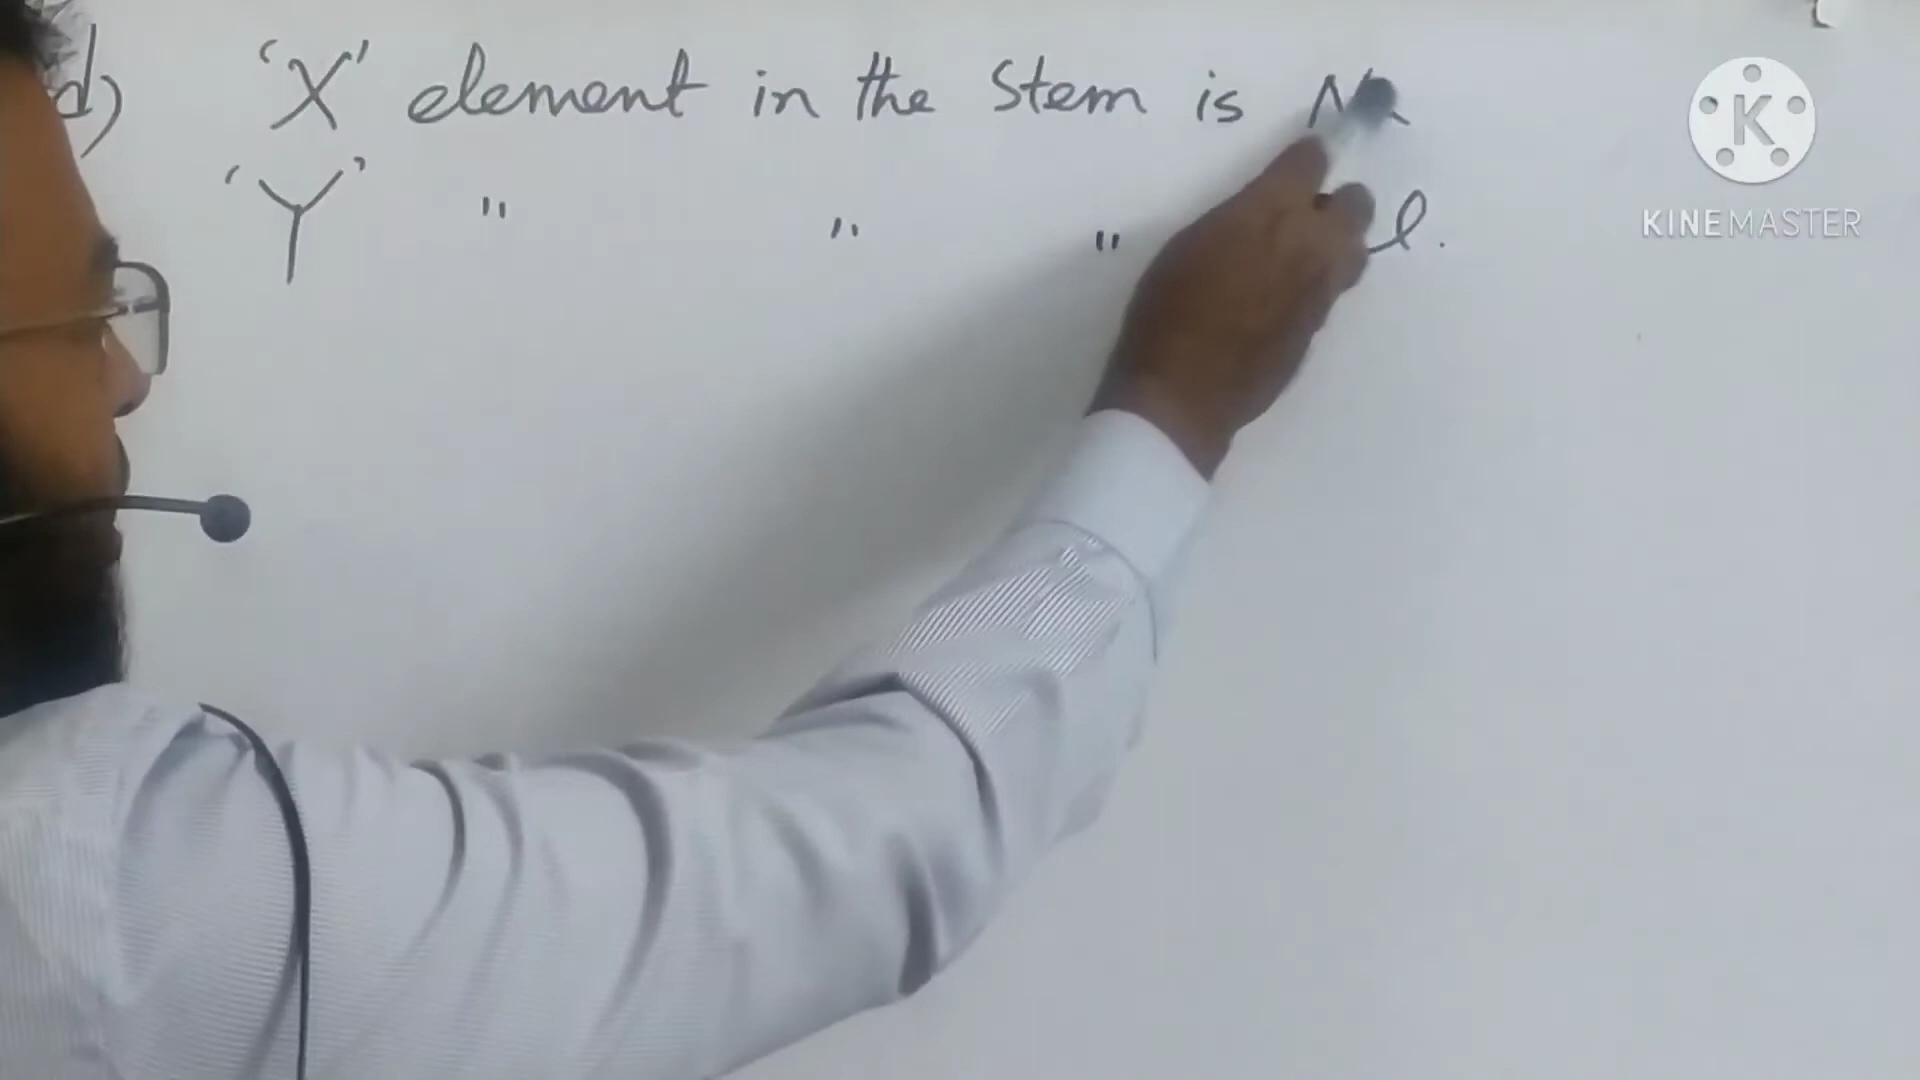 d) 'X' element in the Stem is
'Y' " " "
KINEMASTER